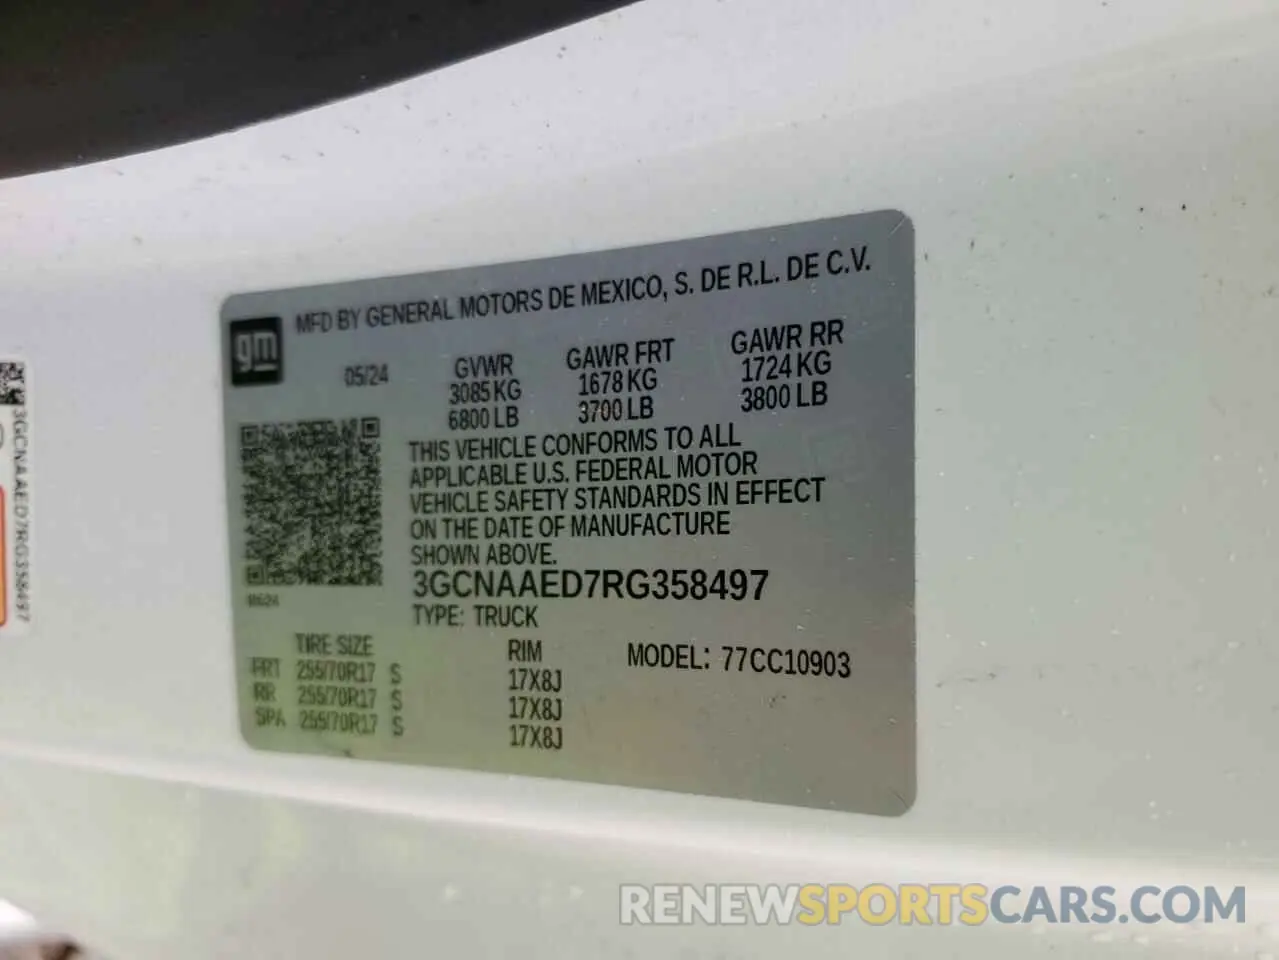 MFD BY GENERAL MOTORS DE MEXICO, S. DE R.L. DE C.V.
gm
05/24
GVWR
3085 KG
6800 LB
GAWR FRT
1678 KG
3700 LB
GAWR RR
1724 KG
3800 LB
THIS VEHICLE CONFORMS TO ALL
APPLICABLE U.S. FEDERAL MOTOR
VEHICLE SAFETY STANDARDS IN EFFECT
ON THE DATE OF MANUFACTURE
SHOWN ABOVE.
3GCNAAED7RG358497
TYPE: TRUCK
TIRE SIZE RIM MODEL: 77CC10903
FRT 255/70R17 S 17X8J
RR 255/70R17 S 17X8J
SPA 255/70R17 S 17X8J
3GCNAAED7RG358497
RENEWSPORTSCARS.COM